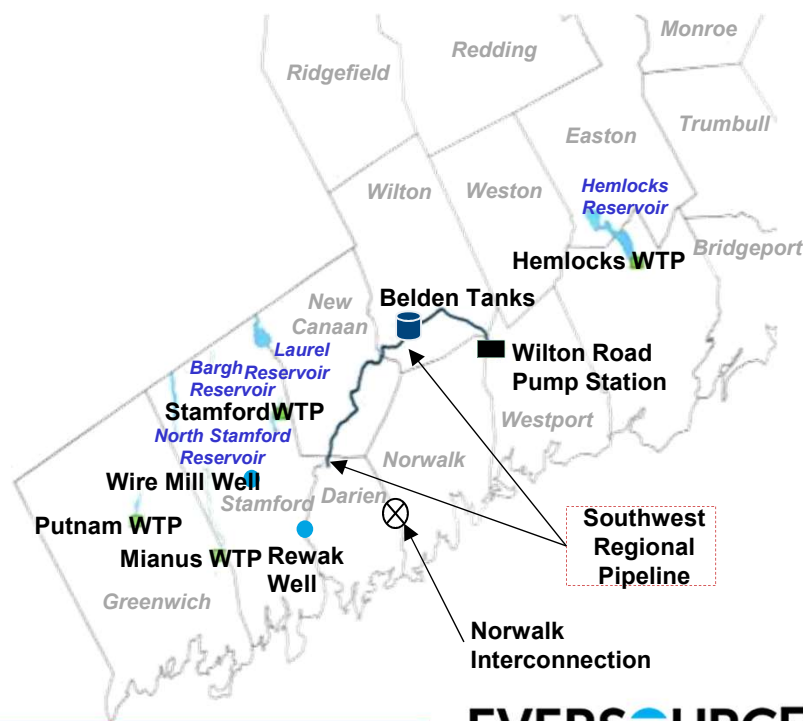 Monroe
Redding
Ridgefield
Easton
Trumbull
Hemlocks
Reservoir
Wilton
Weston
Bridgeport
Hemlocks WTP
Belden Tanks
New
Canaan
Laurel
Reservoir
Bargh
Reservoir
Wilton Road
Pump Station
StamfordWTP
Westport
North Stamford
Reservoir
Norwalk
Wire Mill Well
Stamford
Darien
Putnam WTP
Mianus WTP
Rewak
Well
Southwest
Regional
Pipeline
Greenwich
Norwalk
Interconnection
EVERSOURCE